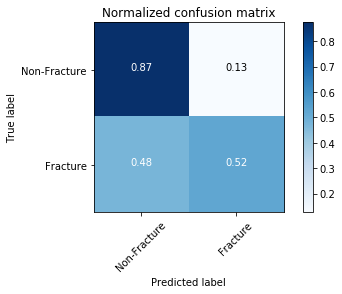 Normalized confusion matrix
True label
Non-Fracture
Fracture
0.87
0.13
0.48
0.52
Non-Fracture
Fracture
Predicted label
0.8
0.7
0.6
0.5
0.4
0.3
0.2